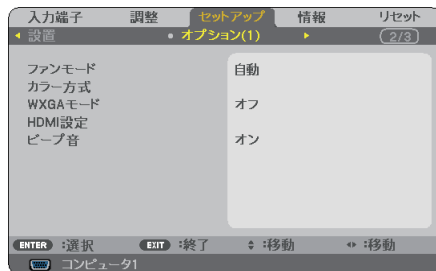 入力端子 調整 セットアップ 情報 リセット
設置 ● オプション(1) 2/3
ファンモード 自動
カラー方式
WXGAモード オフ
HDMI設定
ビープ音 オン
ENTER :選択 EXIT :終了 :移動 :移動
コンピュータ1